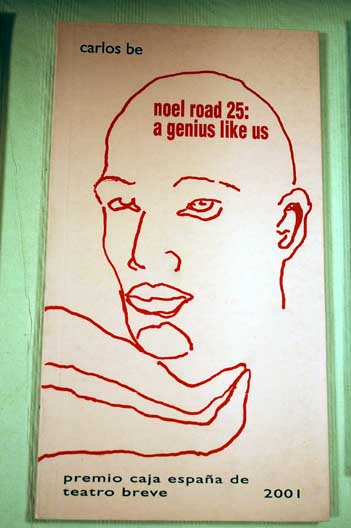 carlos be
noel road 25:
a genius like us
premio caja españa de
teatro breve 2001